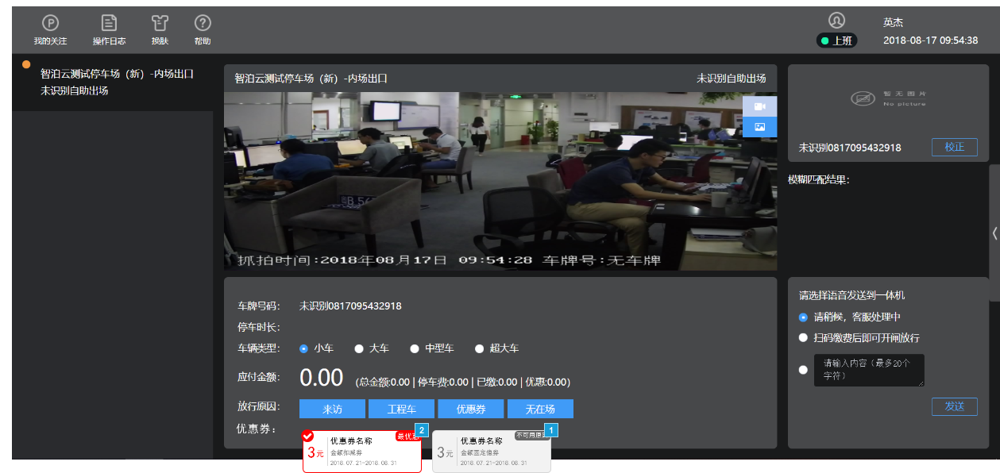 我的关注 操作日志 换肤 帮助
英杰
上班 2018-08-17 09:54:38
智泊云测试停车场（新）-内场出口
未识别自助出场
智泊云测试停车场（新）-内场出口 未识别自助出场
抓拍时间:2018年08月17日 09:54:28 车牌号:无车牌
暂无图片
No picture
未识别0817095432918 校正
模糊匹配结果：
车牌号码： 未识别0817095432918
停车时长：
车辆类型： 小车 大车 中型车 超大车
应付金额： 0.00 (总金额:0.00 | 停车费:0.00 | 已缴:0.00 | 优惠:0.00)
放行原因： 来访 工程车 优惠券 无在场
优惠券：
优惠券名称 最优惠 2
3元 金额扣减券
2018.07.21-2018.08.31
优惠券名称 不可用原 1
3元 金额固定值券
2018.07.21-2018.08.31
请选择语音发送到一体机
请稍候，客服处理中
扫码缴费后即可开闸放行
请输入内容（最多20个
字符）
发送